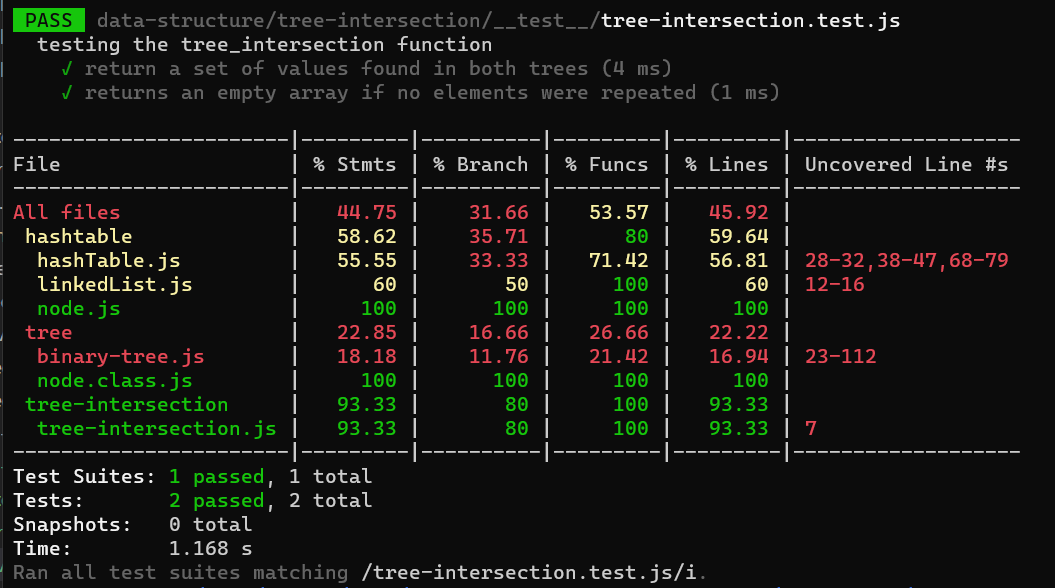 PASS data-structure/tree-intersection/__test__/tree-intersection.test.js
  testing the tree_intersection function
    √ return a set of values found in both trees (4 ms)
    √ returns an empty array if no elements were repeated (1 ms)
-----------------------|---------|----------|---------|---------|-------------------
File                   | % Stmts | % Branch | % Funcs | % Lines | Uncovered Line #s
-----------------------|---------|----------|---------|---------|-------------------
All files              |   44.75 |    31.66 |   53.57 |   45.92 |
 hashtable             |   58.62 |    35.71 |      80 |   59.64 |
  hashTable.js         |   55.55 |    33.33 |   71.42 |   56.81 | 28-32,38-47,68-79
  linkedList.js        |      60 |       50 |     100 |      60 | 12-16
  node.js              |     100 |      100 |     100 |     100 |
 tree                  |   22.85 |    16.66 |   26.66 |   22.22 |
  binary-tree.js       |   18.18 |    11.76 |   21.42 |   16.94 | 23-112
  node.class.js        |     100 |      100 |     100 |     100 |
 tree-intersection     |   93.33 |       80 |     100 |   93.33 |
  tree-intersection.js |   93.33 |       80 |     100 |   93.33 | 7
-----------------------|---------|----------|---------|---------|-------------------
Test Suites: 1 passed, 1 total
Tests:       2 passed, 2 total
Snapshots:   0 total
Time:        1.168 s
Ran all test suites matching /tree-intersection.test.js/i.